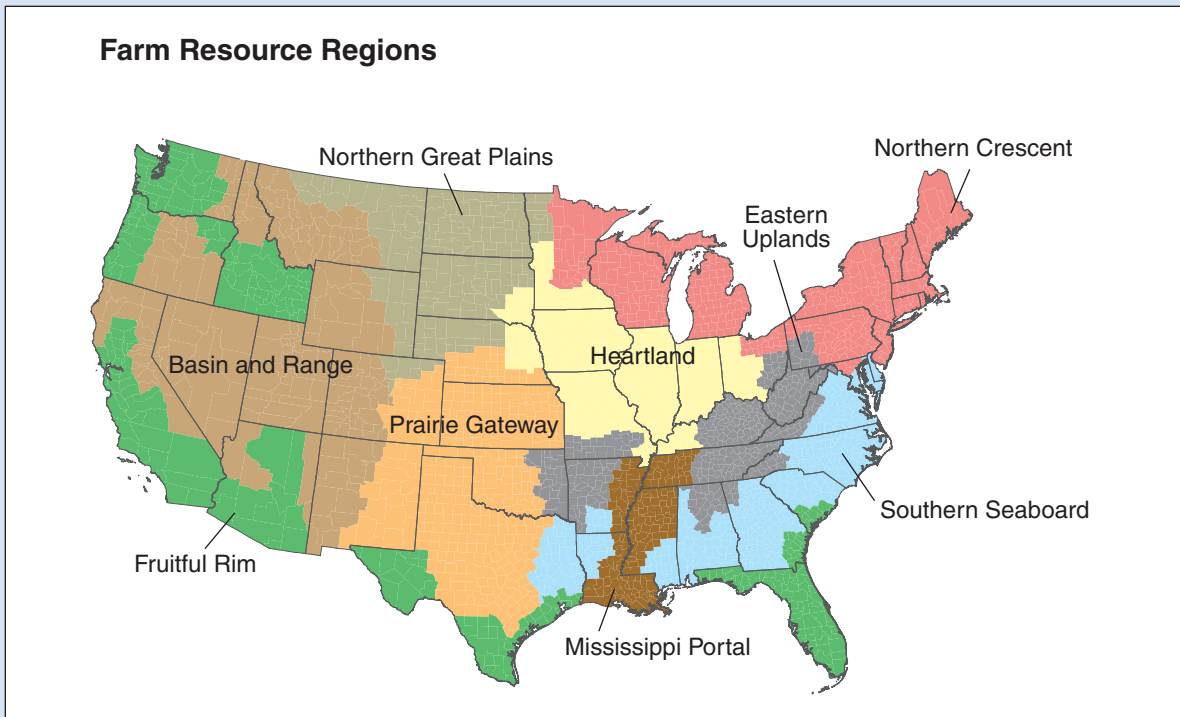 Farm Resource Regions
Northern Great Plains
Northern Crescent
Eastern
Uplands
Basin and Range
Heartland
Prairie Gateway
Southern Seaboard
Fruitful Rim
Mississippi Portal